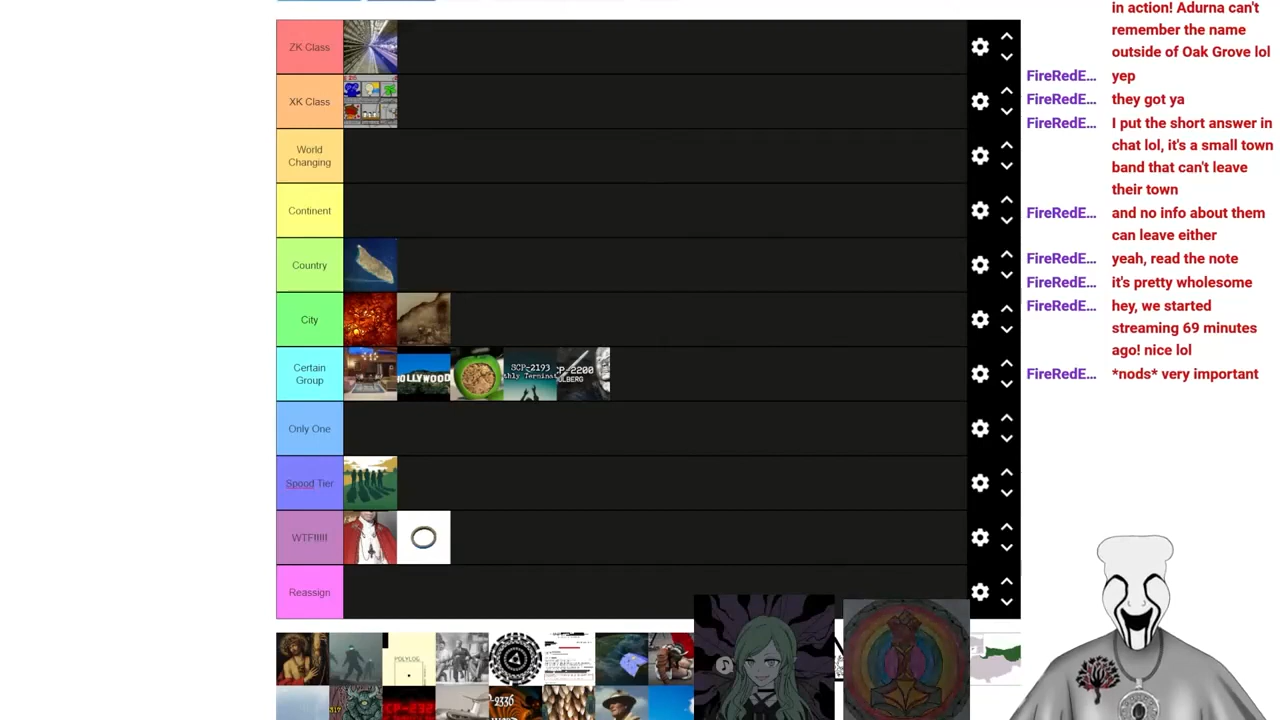 ZK Class
XK Class
World
Changing
Continent
Country
City
Certain
Group
HOLLYWOOD
SCP-2193
SCP-2200
Only One
Spood Tier
WTF!!!!!
Reassign
POLYLOG
in action! Adurna can't
remember the name
outside of Oak Grove lol
FireRedE... yep
FireRedE... they got ya
FireRedE... I put the short answer in
chat lol, it's a small town
band that can't leave
their town
FireRedE... and no info about them
can leave either
FireRedE... yeah, read the note
FireRedE... it's pretty wholesome
FireRedE... hey, we started
streaming 69 minutes
ago! nice lol
FireRedE... *nods* very important